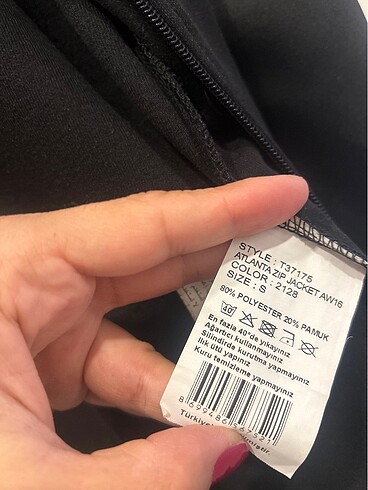 STYLE : T37175
ATLANTA ZIP JACKET AW16
COLOR : 2128
SIZE : S
80% POLYESTER 20% PAMUK
40
En fazla 40°de yıkayınız
Ağartıcı kullanmayınız
Silindirde kurutma yapmayınız
Ilık ütü yapınız
Kuru temizleme yapmayınız